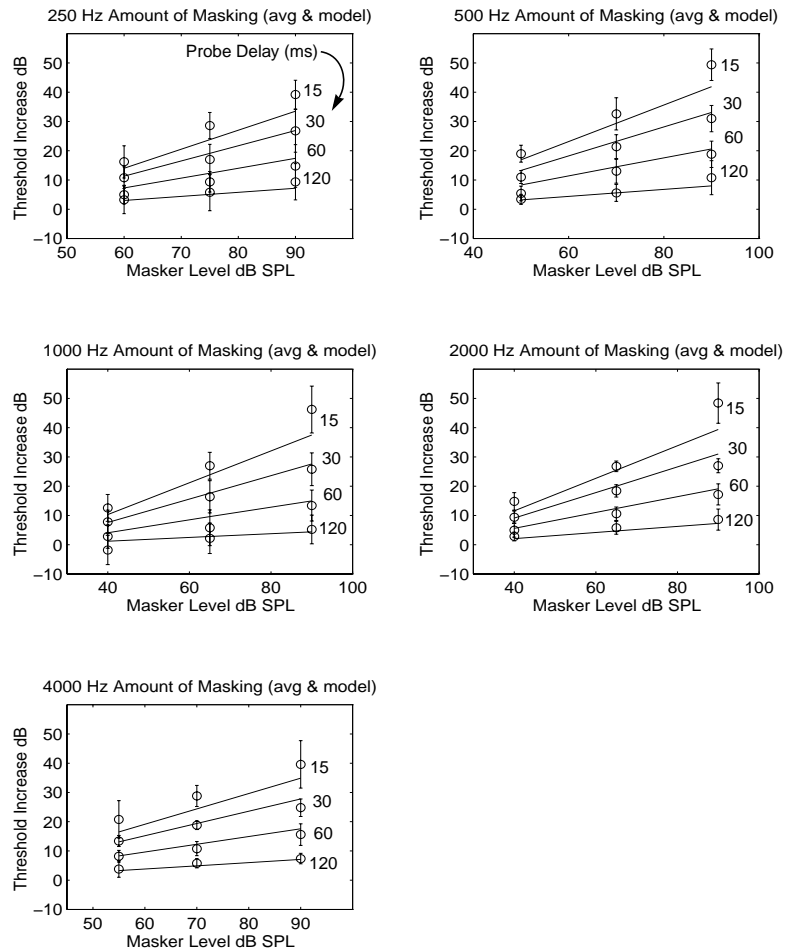 250 Hz Amount of Masking (avg & model)
Probe Delay (ms)
Threshold Increase dB
50
40
30
20
10
0
−10
15
30
60
120
50 60 70 80 90
Masker Level dB SPL
500 Hz Amount of Masking (avg & model)
Threshold Increase dB
50
40
30
20
10
0
−10
15
30
60
120
40 60 80 100
Masker Level dB SPL
1000 Hz Amount of Masking (avg & model)
Threshold Increase dB
60
50
40
30
20
10
0
−10
15
30
60
120
40 60 80 100
Masker Level dB SPL
2000 Hz Amount of Masking (avg & model)
Threshold Increase dB
60
50
40
30
20
10
0
−10
15
30
60
120
40 60 80 100
Masker Level dB SPL
4000 Hz Amount of Masking (avg & model)
Threshold Increase dB
60
50
40
30
20
10
0
−10
15
30
60
120
50 60 70 80 90
Masker Level dB SPL